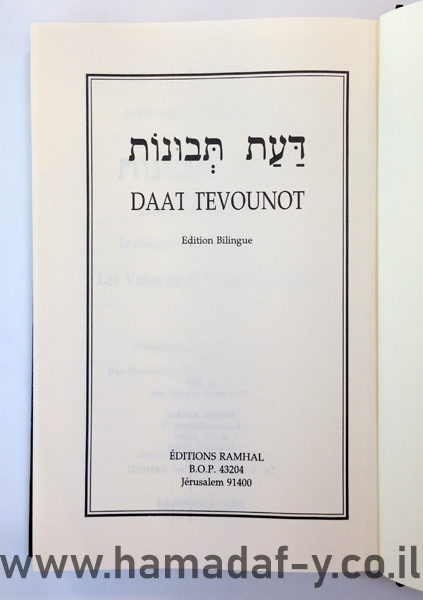 דַּעַת תְּבוּנוֹת
DAAT TEVOUNOT
Edition Bilingue
ÉDITIONS RAMHAL
B.O.P. 43204
Jérusalem 91400
www.hamadaf-y.co.il